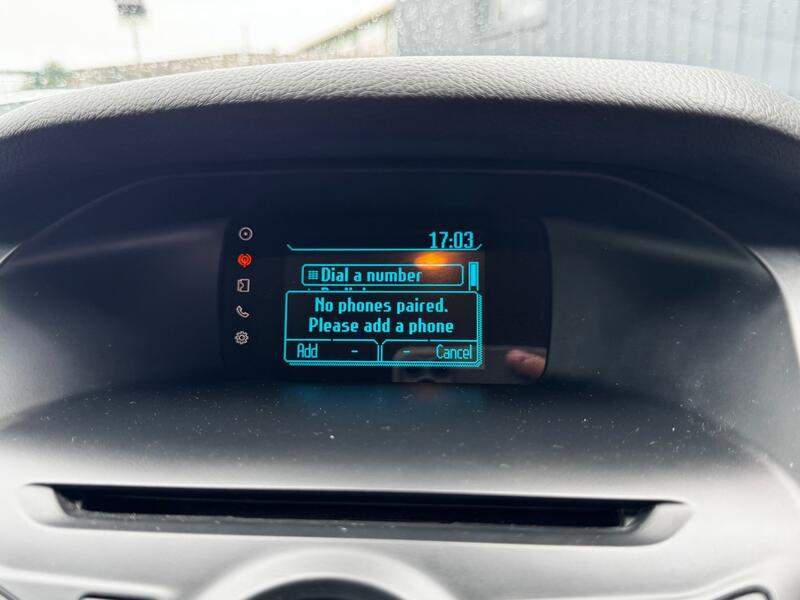 17:03
Dial a number
No phones paired.
Please add a phone
Add - - Cancel